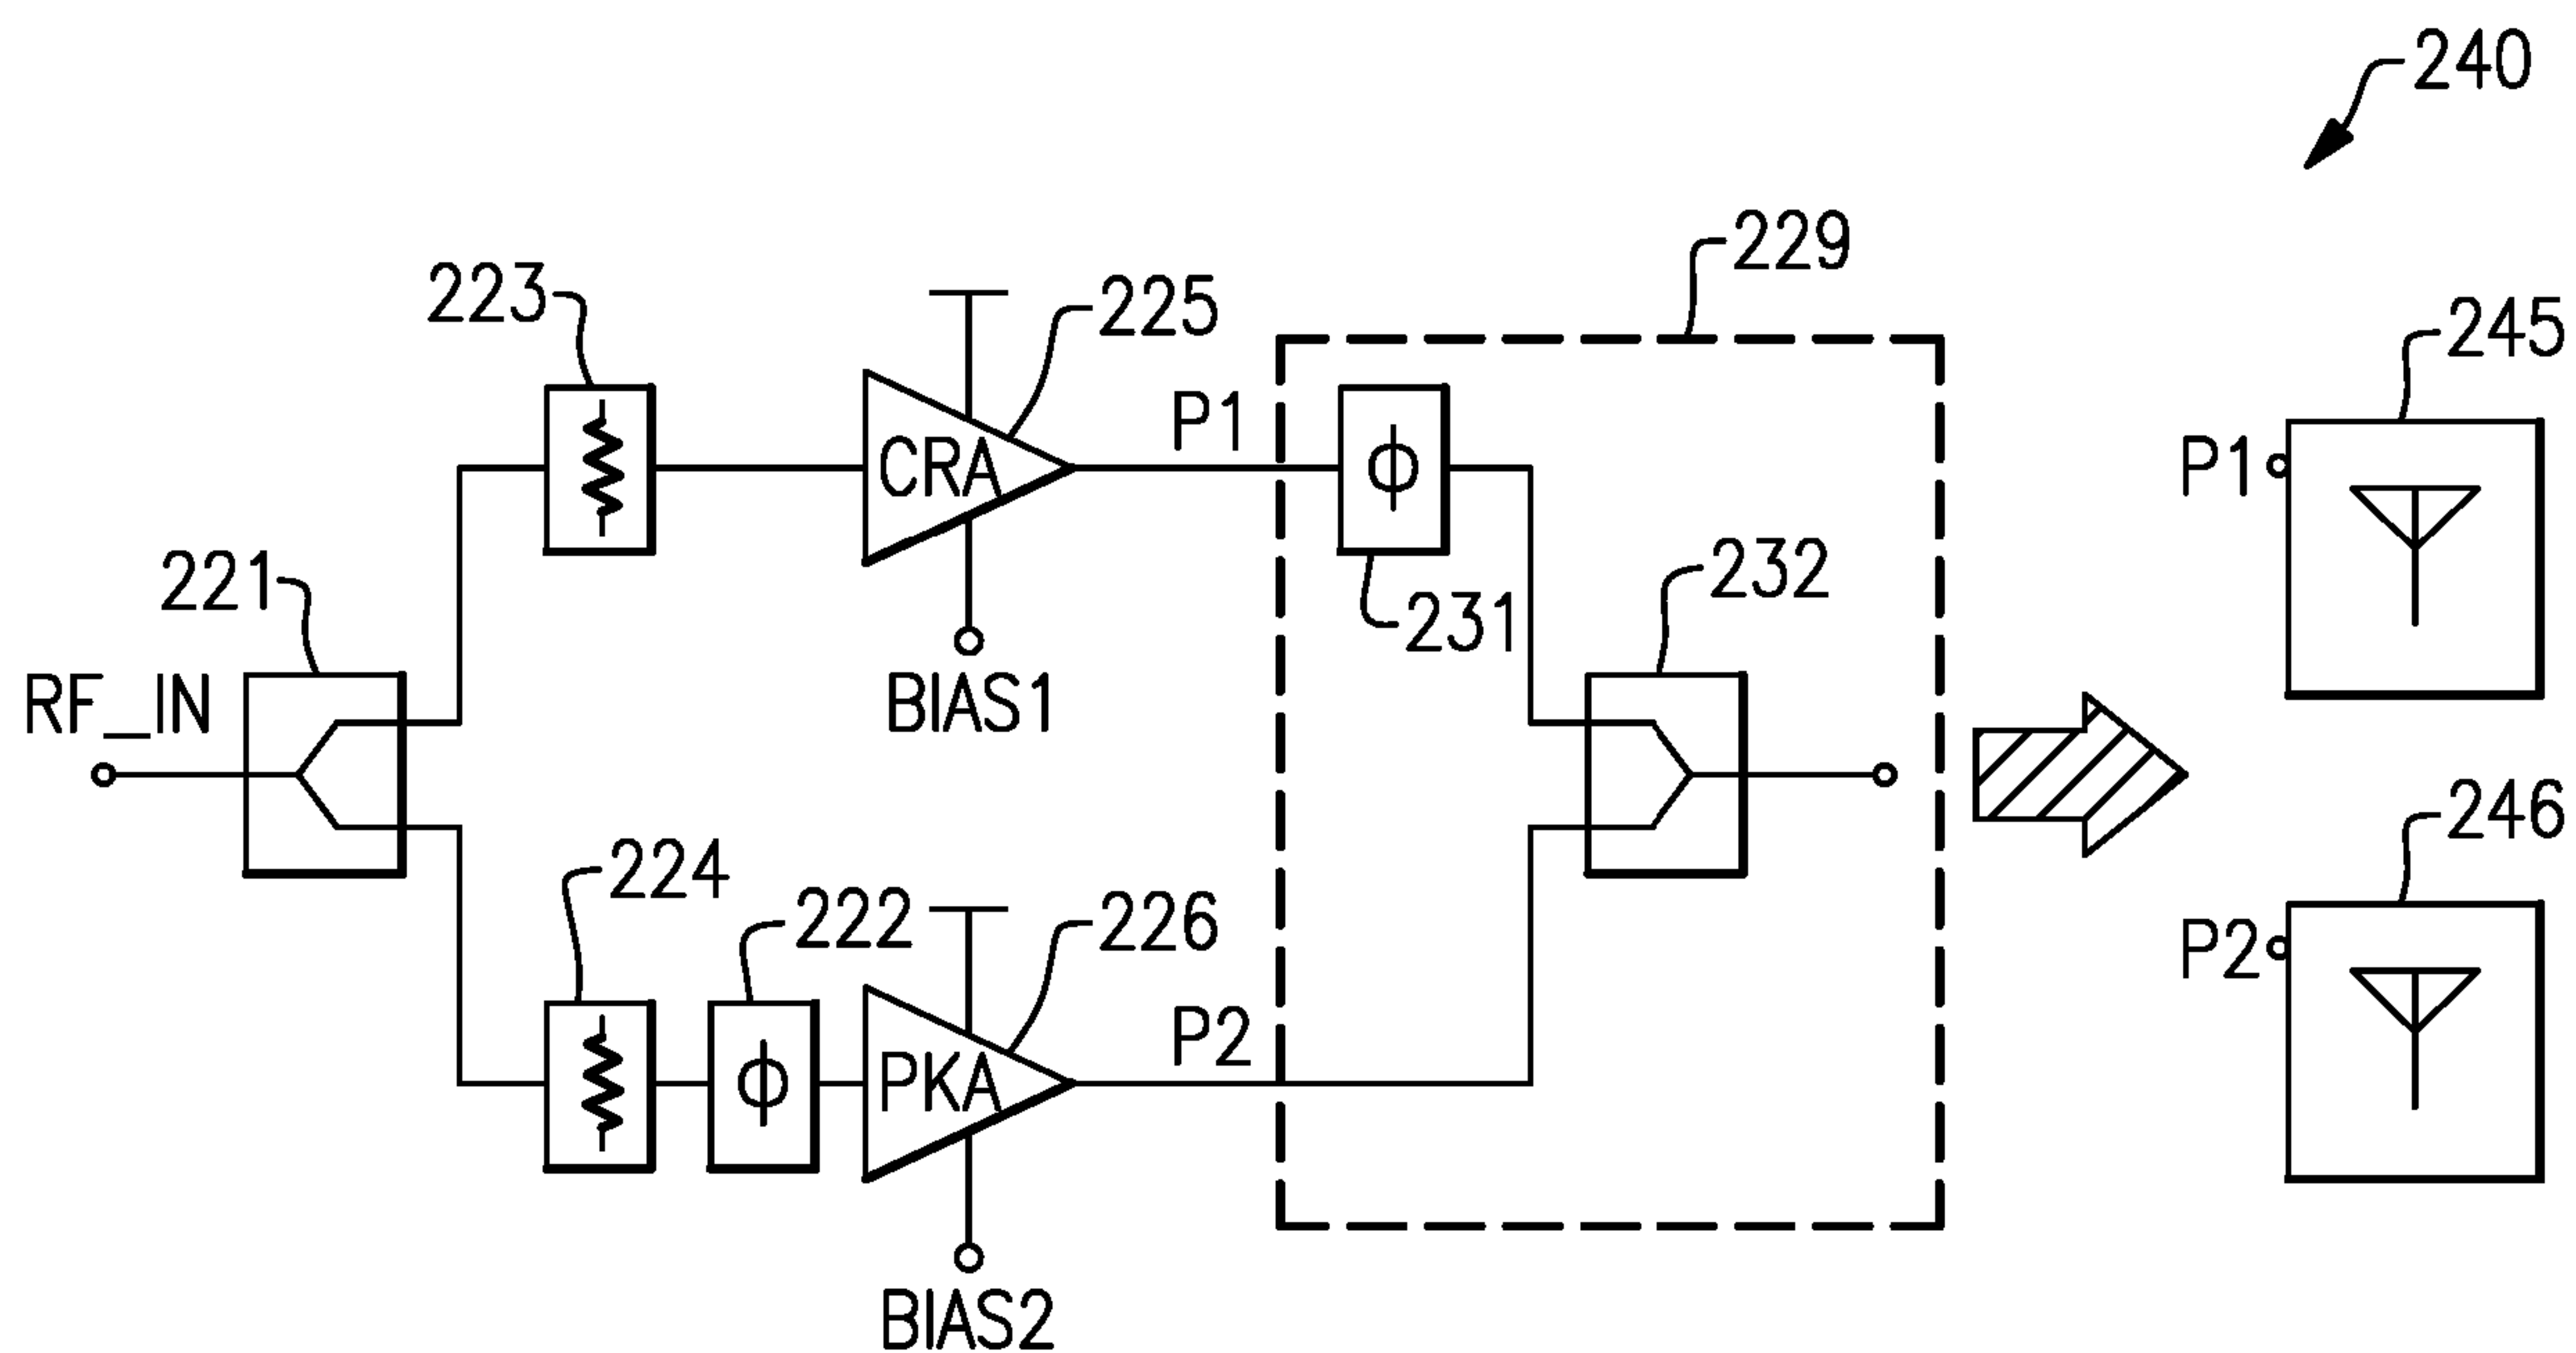 240
229
223
225
245
P1
P1
CRA
Φ
221
232
231
RF_IN
BIAS1
246
224
222
226
P2
P2
PKA
Φ
BIAS2